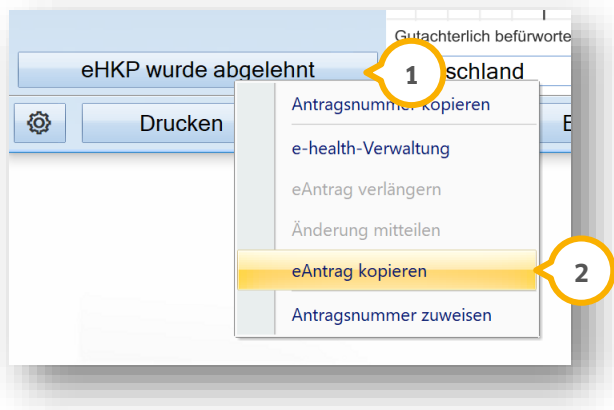 Gutachterlich befürworte
eHKP wurde abgelehnt
1
schland
Antragsnummer kopieren
Drucken
E
e-health-Verwaltung
eAntrag verlängern
Änderung mitteilen
eAntrag kopieren
2
Antragsnummer zuweisen